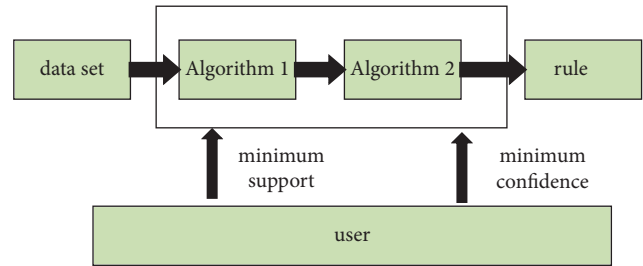 data set
Algorithm 1
Algorithm 2
rule
minimum
support
minimum
confidence
user